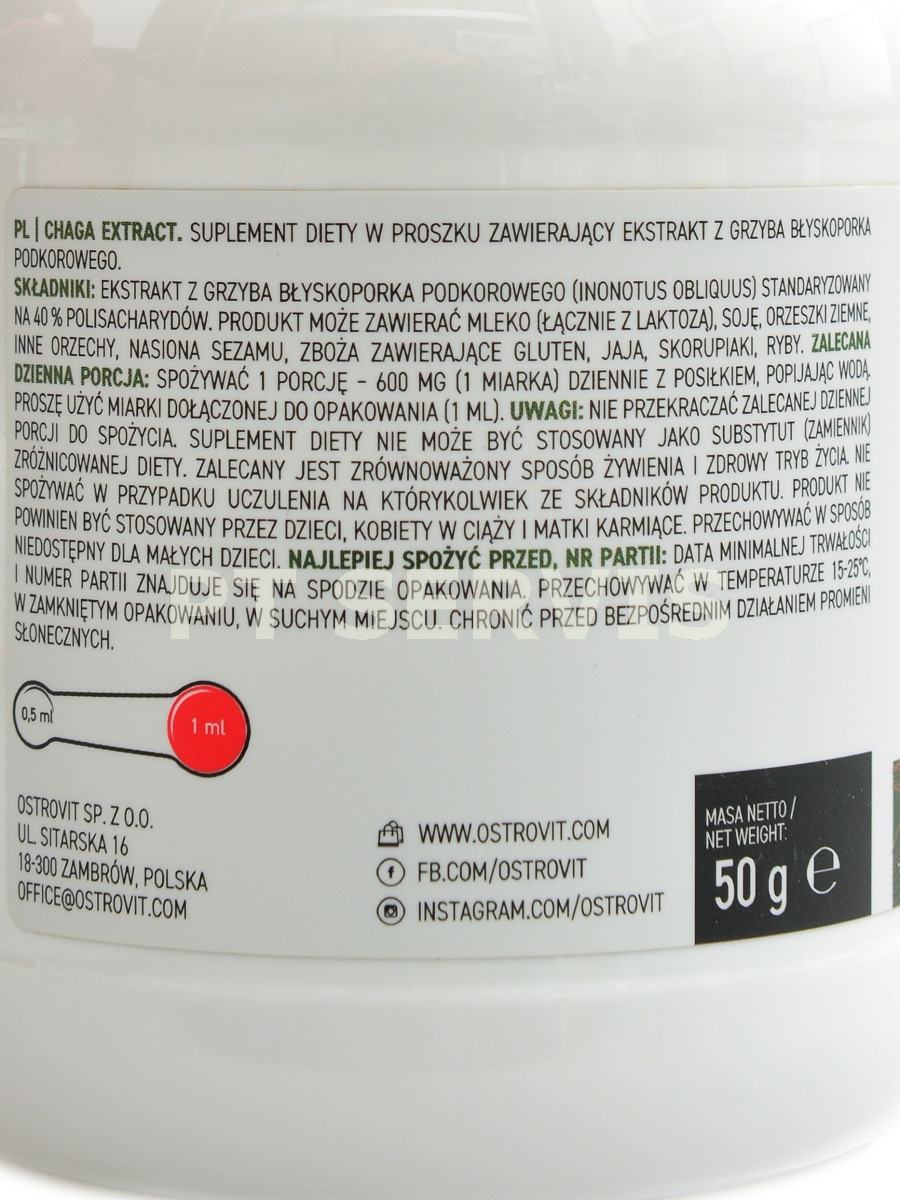 PL | CHAGA EXTRACT. SUPLEMENT DIETY W PROSZKU ZAWIERAJĄCY EKSTRAKT Z GRZYBA BŁYSKOPORKA
PODKOROWEGO.
SKŁADNIKI: EKSTRAKT Z GRZYBA BŁYSKOPORKA PODKOROWEGO (INONOTUS OBLIQUUS) STANDARYZOWANY
NA 40 % POLISACHARYDÓW. PRODUKT MOŻE ZAWIERAĆ MLEKO (ŁĄCZNIE Z LAKTOZĄ), SOJĘ, ORZESZKI ZIEMNE,
INNE ORZECHY, NASIONA SEZAMU, ZBOŻA ZAWIERAJĄCE GLUTEN, JAJA, SKORUPIAKI, RYBY. ZALECANA
DZIENNA PORCJA: SPOŻYWAĆ 1 PORCJĘ – 600 MG (1 MIARKA) DZIENNIE Z POSIŁKIEM, POPIJAJĄC WODĄ.
PROSZĘ UŻYĆ MIARKI DOŁĄCZONEJ DO OPAKOWANIA (1 ML). UWAGI: NIE PRZEKRACZAĆ ZALECANEJ DZIENNEJ
PORCJI DO SPOŻYCIA. SUPLEMENT DIETY NIE MOŻE BYĆ STOSOWANY JAKO SUBSTYTUT (ZAMIENNIK)
ZRÓŻNICOWANEJ DIETY. ZALECANY JEST ZRÓWNOWAŻONY SPOSÓB ŻYWIENIA I ZDROWY TRYB ŻYCIA. NIE
SPOŻYWAĆ W PRZYPADKU UCZULENIA NA KTÓRYKOLWIEK ZE SKŁADNIKÓW PRODUKTU. PRODUKT NIE
POWINIEN BYĆ STOSOWANY PRZEZ DZIECI, KOBIETY W CIĄŻY I MATKI KARMIĄCE. PRZECHOWYWAĆ W SPOSÓB
NIEDOSTĘPNY DLA MAŁYCH DZIECI. NAJLEPIEJ SPOŻYĆ PRZED, NR PARTII: DATA MINIMALNEJ TRWAŁOŚCI
I NUMER PARTII ZNAJDUJE SIĘ NA SPODZIE OPAKOWANIA. PRZECHOWYWAĆ W TEMPERATURZE 15-25°C,
W ZAMKNIĘTYM OPAKOWANIU, W SUCHYM MIEJSCU. CHRONIĆ PRZED BEZPOŚREDNIM DZIAŁANIEM PROMIENI
SŁONECZNYCH.
PT SERVIS
0,5 ml
1 ml
OSTROVIT SP. Z O.O.
UL. SITARSKA 16
18-300 ZAMBRÓW, POLSKA
OFFICE@OSTROVIT.COM
WWW.OSTROVIT.COM
FB.COM/OSTROVIT
INSTAGRAM.COM/OSTROVIT
MASA NETTO /
NET WEIGHT:
50 g ℮